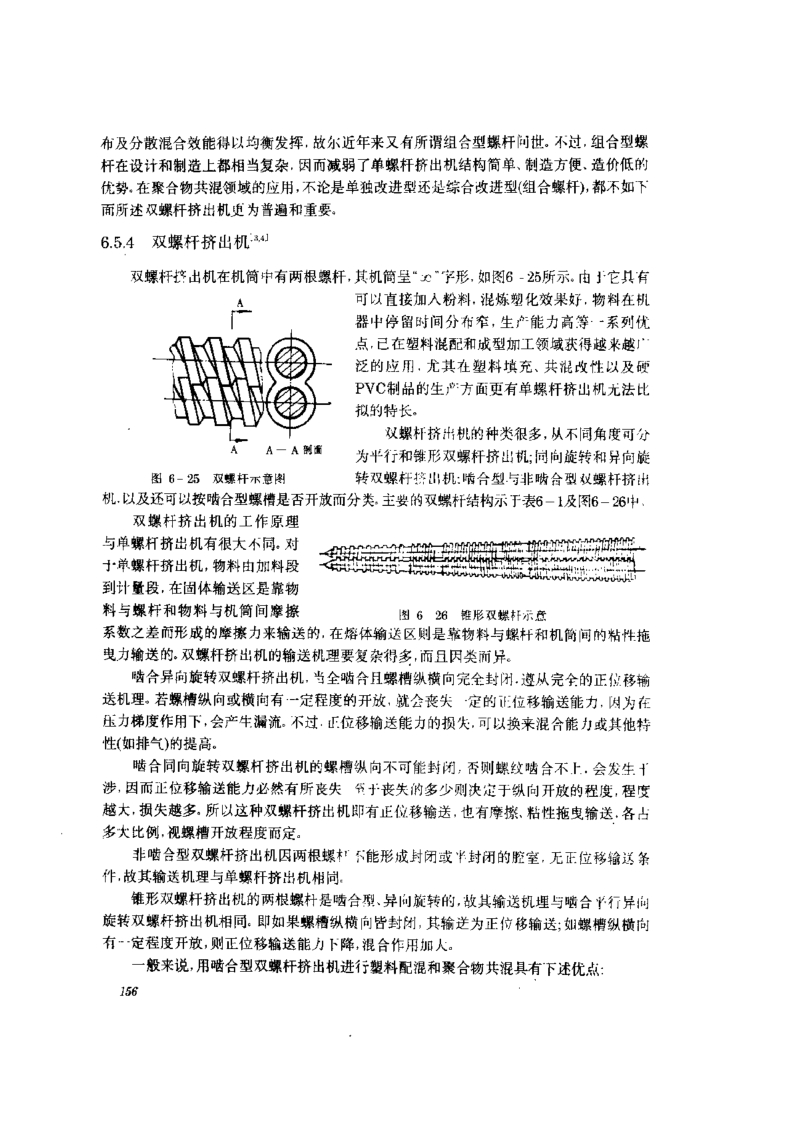 布及分散混合效能得以均衡发挥,故尔近年来又有所谓组合型螺杆问世。不过,组合型螺
杆在设计和制造上都相当复杂,因而减弱了单螺杆挤出机结构简单、制造方便、造价低的
优势。在聚合物共混领域的应用,不论是单独改进型还是综合改进型(组合螺杆),都不如下
面所述双螺杆挤出机更为普遍和重要。
6.5.4 双螺杆挤出机[3,4]
双螺杆挤出机在机筒中有两根螺杆,其机筒呈“∞”字形,如图6-25所示。由于它具有
可以直接加入粉料,混炼塑化效果好,物料在机
器中停留时间分布窄,生产能力高等一系列优
点,已在塑料混配和成型加工领域获得越来越广
泛的应用,尤其在塑料填充、共混改性以及硬
PVC制品的生产方面更有单螺杆挤出机无法比
拟的特长。
A
A
A—A剖面
图 6-25 双螺杆示意图
双螺杆挤出机的种类很多,从不同角度可分
为平行和锥形双螺杆挤出机;同向旋转和异向旋
转双螺杆挤出机;啮合型与非啮合型双螺杆挤出
机,以及还可以按啮合型螺槽是否开放而分类。主要的双螺杆结构示于表6-1及图6-26中。
双螺杆挤出机的工作原理
与单螺杆挤出机有很大不同。对
于单螺杆挤出机,物料由加料段
到计量段,在固体输送区是靠物
料与螺杆和物料与机筒间摩擦
图 6 26 锥形双螺杆示意
系数之差而形成的摩擦力来输送的,在熔体输送区则是靠物料与螺杆和机筒间的粘性拖
曳力输送的。双螺杆挤出机的输送机理要复杂得多,而且因类而异。
啮合异向旋转双螺杆挤出机,当全啮合且螺槽纵横向完全封闭,遵从完全的正位移输
送机理。若螺槽纵向或横向有一定程度的开放,就会丧失一定的正位移输送能力,因为在
压力梯度作用下,会产生漏流。不过,正位移输送能力的损失,可以换来混合能力或其他特
性(如排气)的提高。
啮合同向旋转双螺杆挤出机的螺槽纵向不可能封闭,否则螺纹啮合不上,会发生干
涉,因而正位移输送能力必然有所丧失 至于丧失的多少则决定于纵向开放的程度,程度
越大,损失越多。所以这种双螺杆挤出机即有正位移输送,也有摩擦、粘性拖曳输送,各占
多大比例,视螺槽开放程度而定。
非啮合型双螺杆挤出机因两根螺杆不能形成封闭或半封闭的腔室,无正位移输送条
件,故其输送机理与单螺杆挤出机相同。
锥形双螺杆挤出机的两根螺杆是啮合型、异向旋转的,故其输送机理与啮合平行异向
旋转双螺杆挤出机相同。即如果螺槽纵横向皆封闭,其输送为正位移输送;如螺槽纵横向
有一定程度开放,则正位移输送能力下降,混合作用加大。
一般来说,用啮合型双螺杆挤出机进行塑料配混和聚合物共混具有下述优点:
156